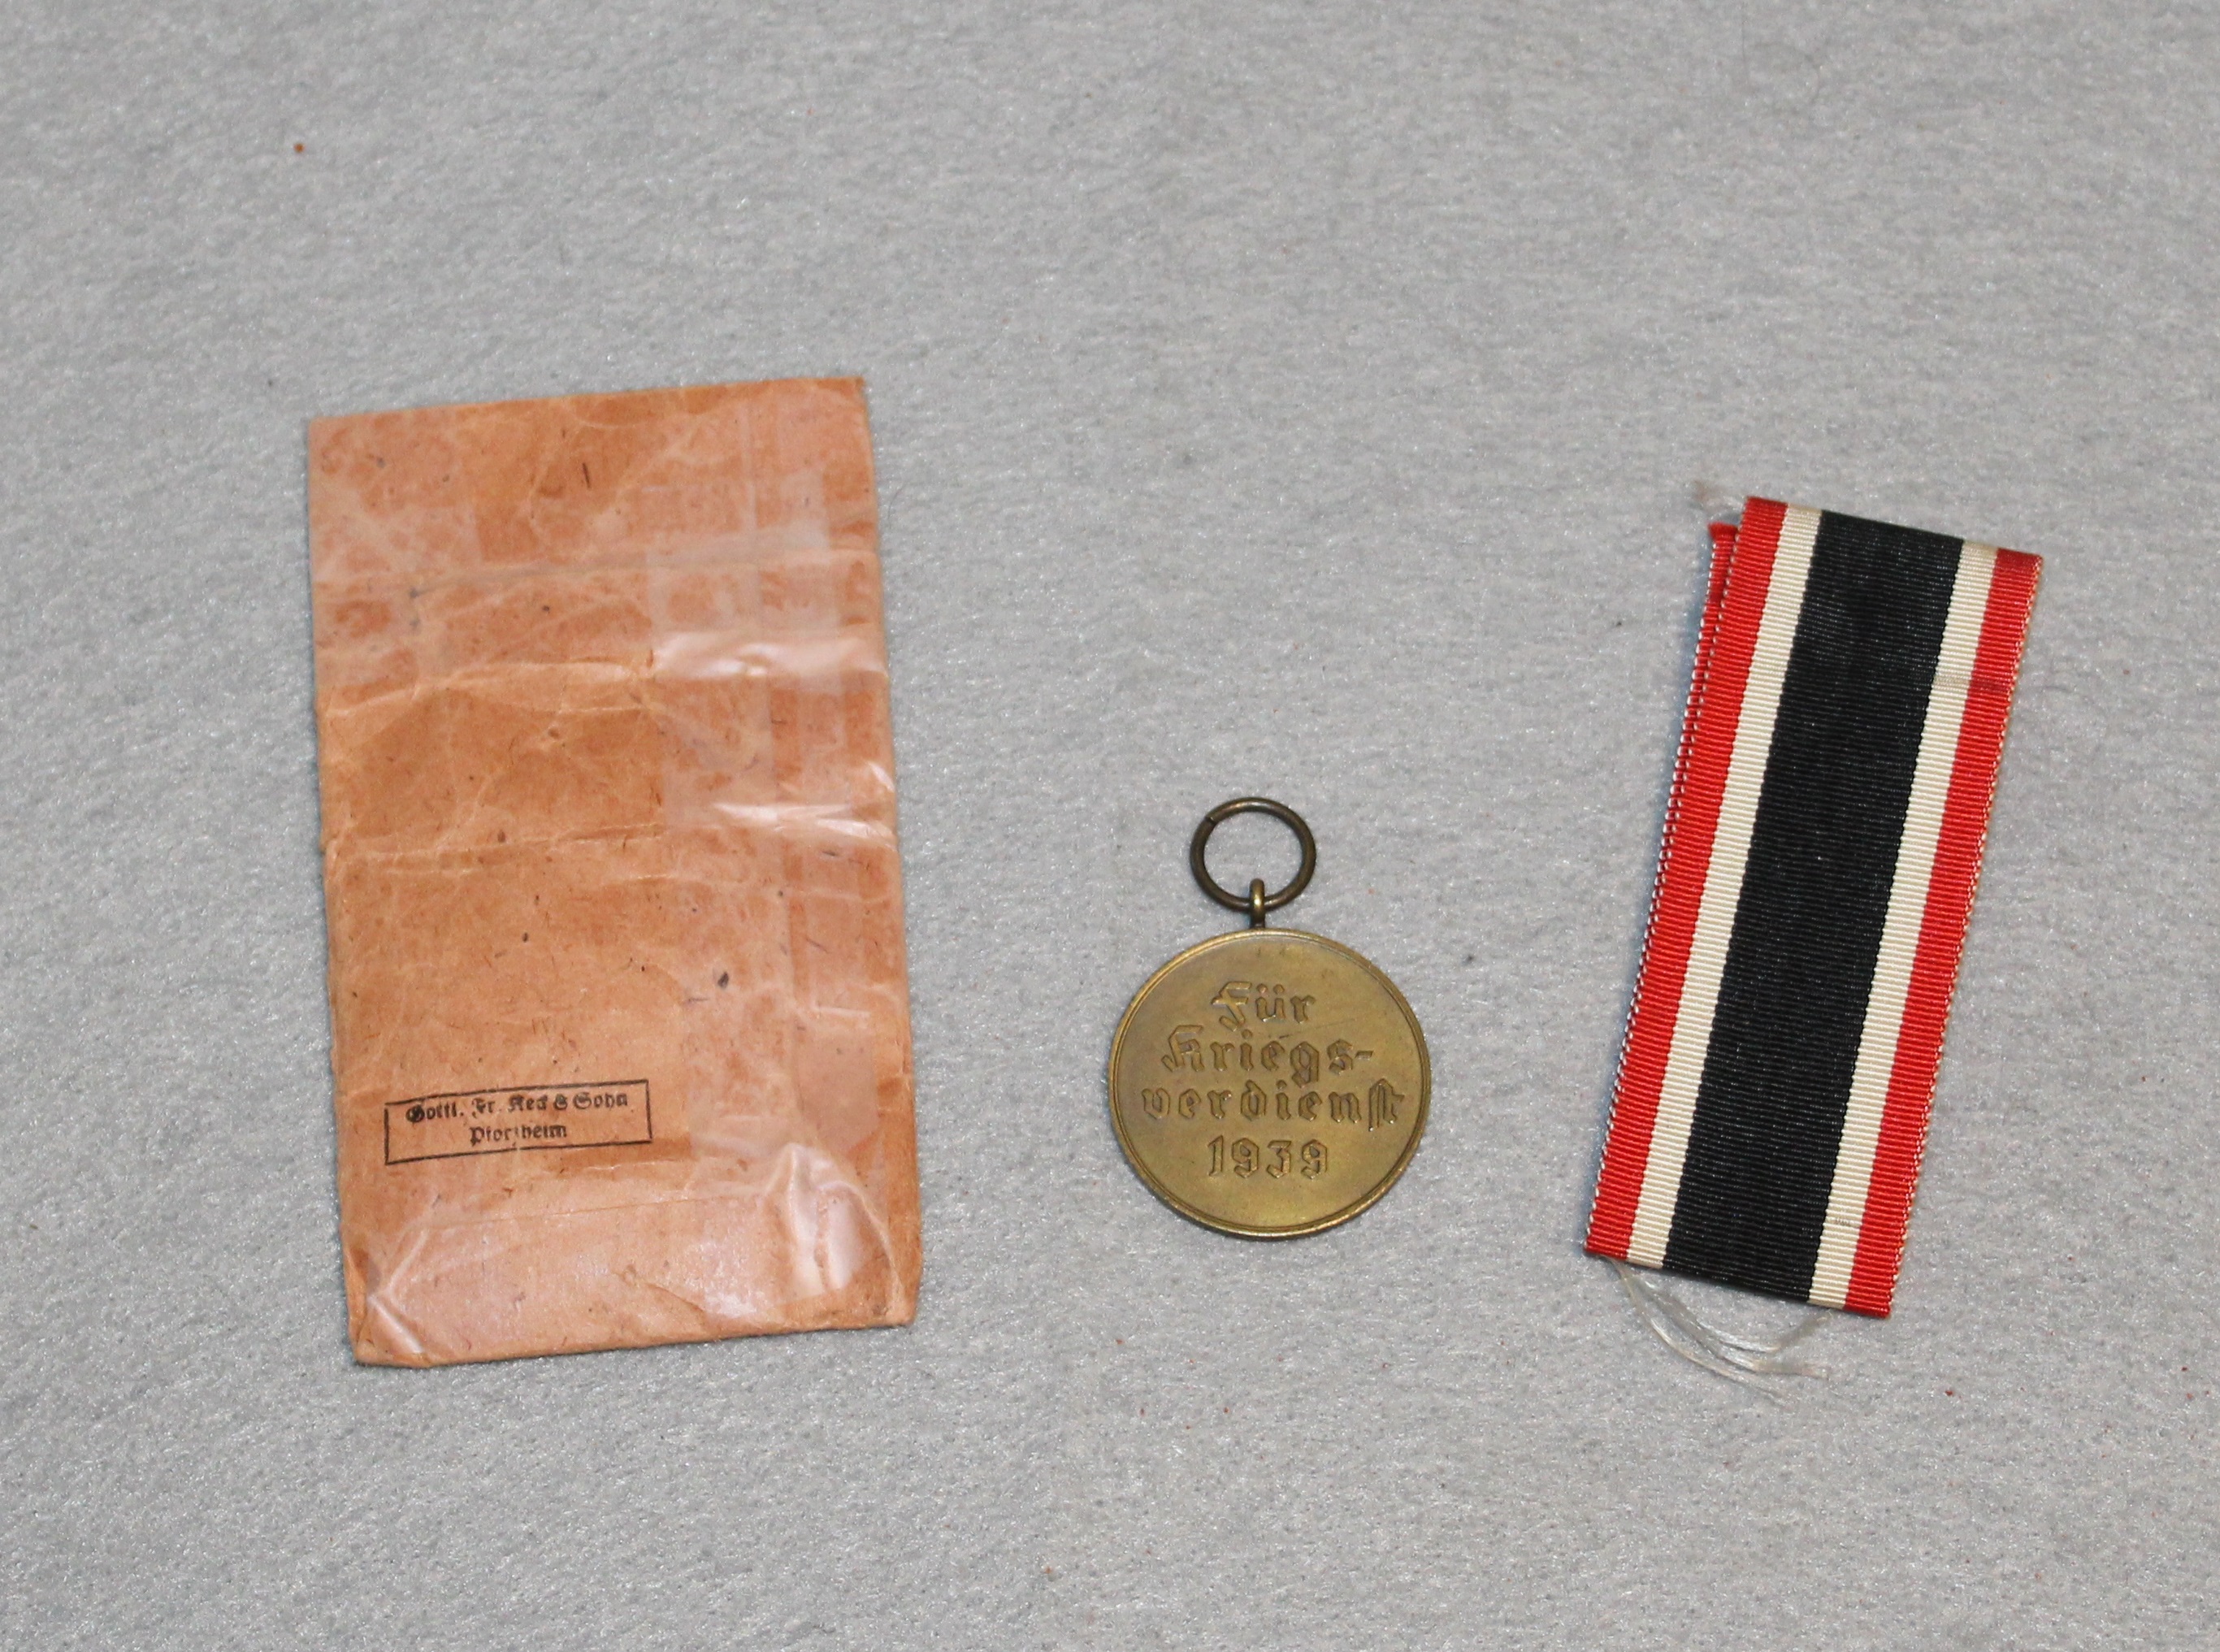 Gottl. Fr. Keck & Sohn
Pforzheim
Für
Kriegs-
verdienst
1939